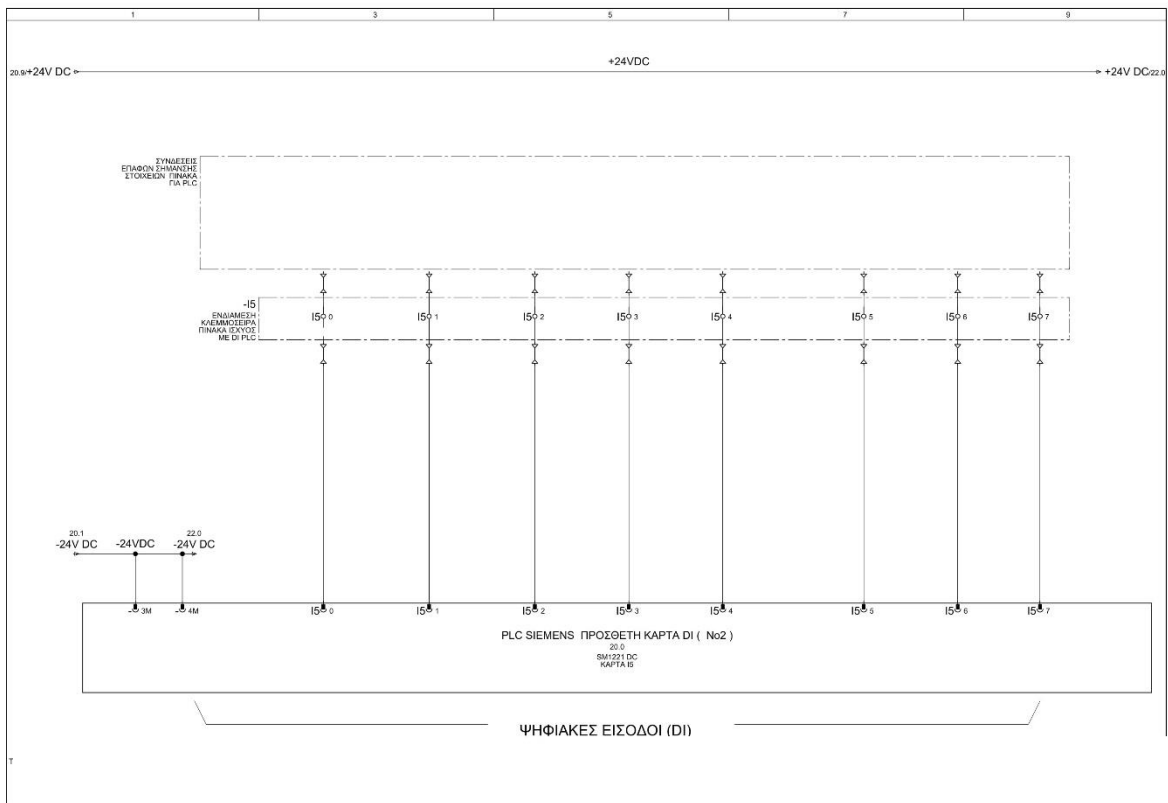 1 3 5 7 9
+24VDC
20.9/+24V DC
+24V DC/22.0
ΣΥΝΔΕΣΕΙΣ
ΕΠΑΦΩΝ ΣΗΜΑΝΣΗΣ
ΣΤΟΙΧΕΙΩΝ ΠΙΝΑΚΑ
ΓΙΑ PLC
-I5
ΕΝΔΙΑΜΕΣΗ
ΚΛΕΜΜΟΣΕΙΡΑ
ΠΙΝΑΚΑ ΙΣΧΥΟΣ
ΜΕ DI PLC
I5 0 I5 1 I5 2 I5 3 I5 4 I5 5 I5 6 I5 7
20.1 22.0
-24V DC -24VDC -24V DC
- 3M - 4M I5 0 I5 1 I5 2 I5 3 I5 4 I5 5 I5 6 I5 7
PLC SIEMENS ΠΡΟΣΘΕΤΗ ΚΑΡΤΑ DI ( No2 )
20.0
SM1221 DC
ΚΑΡΤΑ I5
ΨΗΦΙΑΚΕΣ ΕΙΣΟΔΟΙ (DI)
T